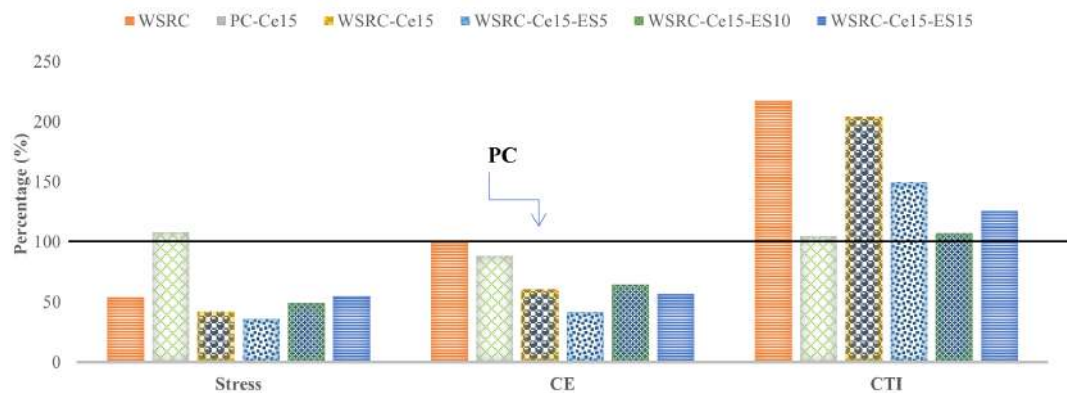 WSRC PC-Ce15 WSRC-Ce15 WSRC-Ce15-ES5 WSRC-Ce15-ES10 WSRC-Ce15-ES15
250
200
150
100
50
0
Percentage (%)
PC
Stress CE CTI